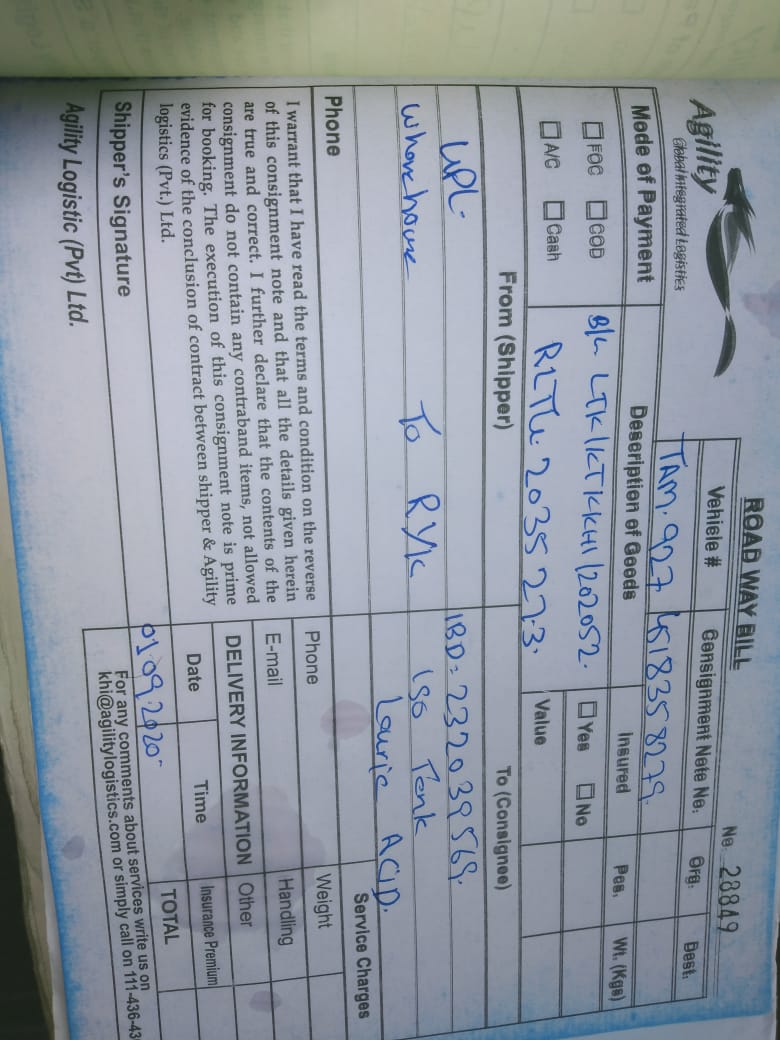 Agility
Global Integrated Logistics
ROAD WAY BILL
No 28849
Vehicle # Consignment Note No. Org. Dest.
TAM. 927 4518358279.
Mode of Payment
FOC COD
A/C Cash
Description of Goods
B/L LTK/KTKKHI/202052.
RLTU. 2035 27.3.
Insured Pcs. Wt. (Kgs)
Yes No
Value
From (Shipper) To (Consignee)
UPL.
Wharehouse To RYK
IBD: 232039569.
ISO Tenk
Lauric ACID.
Phone
I warrant that I have read the terms and condition on the reverse
of this consignment note and that all the details given herein
are true and correct. I further declare that the contents of the
consignment do not contain any contraband items, not allowed
for booking. The execution of this consignment note is prime
evidence of the conclusion of contract between shipper & Agility
logistics (Pvt.) Ltd.
Shipper's Signature
Agility Logistic (Pvt) Ltd.
Phone
E-mail
DELIVERY INFORMATION
Date Time
01.09.2020
Service Charges
Weight
Handling
Other
Insurance Premium
TOTAL
For any comments about services write us on
khi@agilitylogistics.com or simply call on 111-436-43